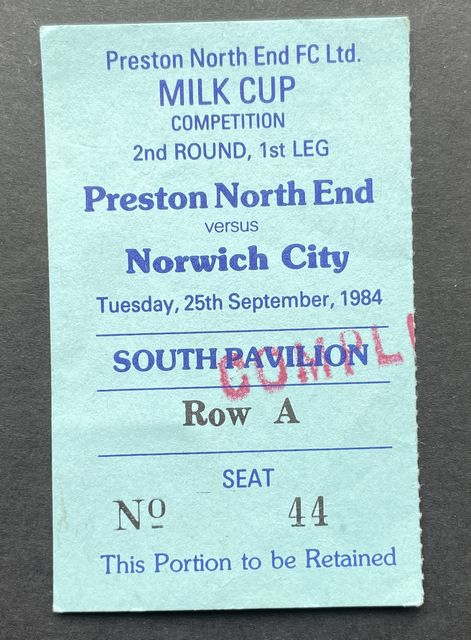 Preston North End FC Ltd.
MILK CUP
COMPETITION
2nd ROUND, 1st LEG
Preston North End
versus
Norwich City
Tuesday, 25th September, 1984
SOUTH PAVILION
COMPL
Row A
SEAT
Nº 44
This Portion to be Retained